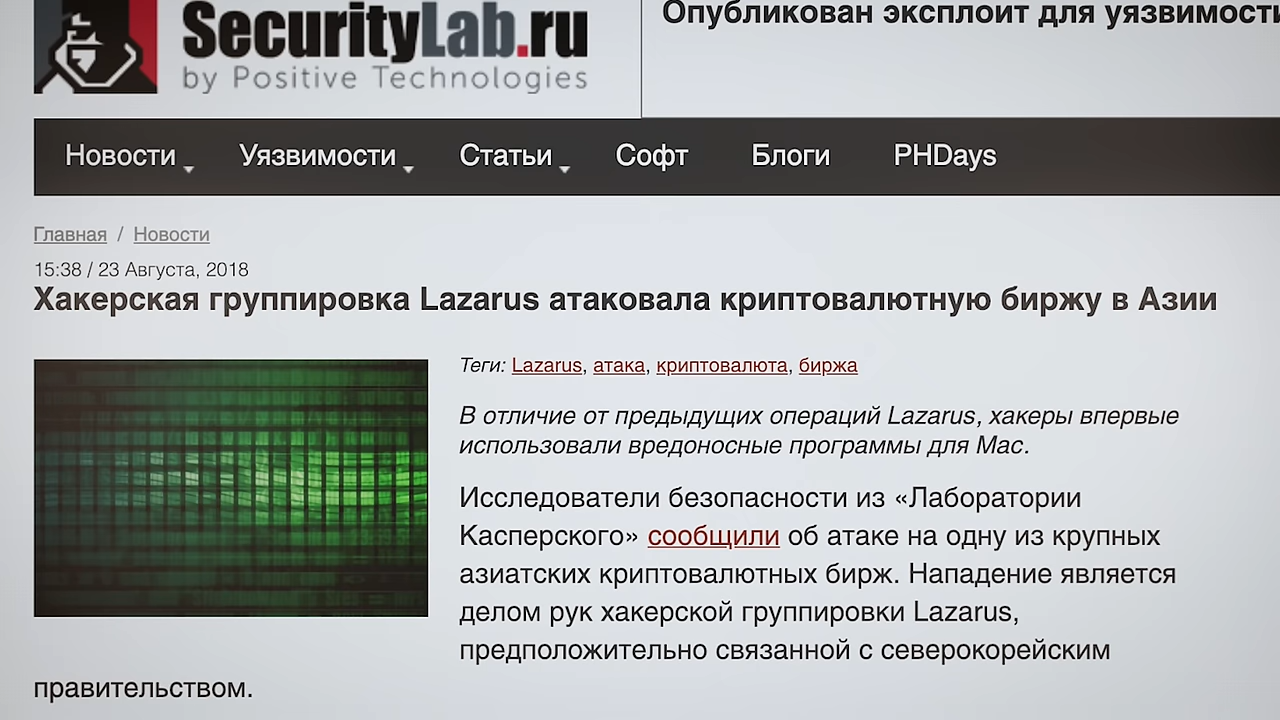 SecurityLab.ru
by Positive Technologies
Опубликован эксплоит для уязвимости
Новости Уязвимости Статьи Софт Блоги PHDays
Главная / Новости
15:38 / 23 Августа, 2018
Хакерская группировка Lazarus атаковала криптовалютную биржу в Азии
Теги: Lazarus, атака, криптовалюта, биржа
В отличие от предыдущих операций Lazarus, хакеры впервые
использовали вредоносные программы для Mac.
Исследователи безопасности из «Лаборатории
Касперского» сообщили об атаке на одну из крупных
азиатских криптовалютных бирж. Нападение является
делом рук хакерской группировки Lazarus,
предположительно связанной с северокорейским
правительством.